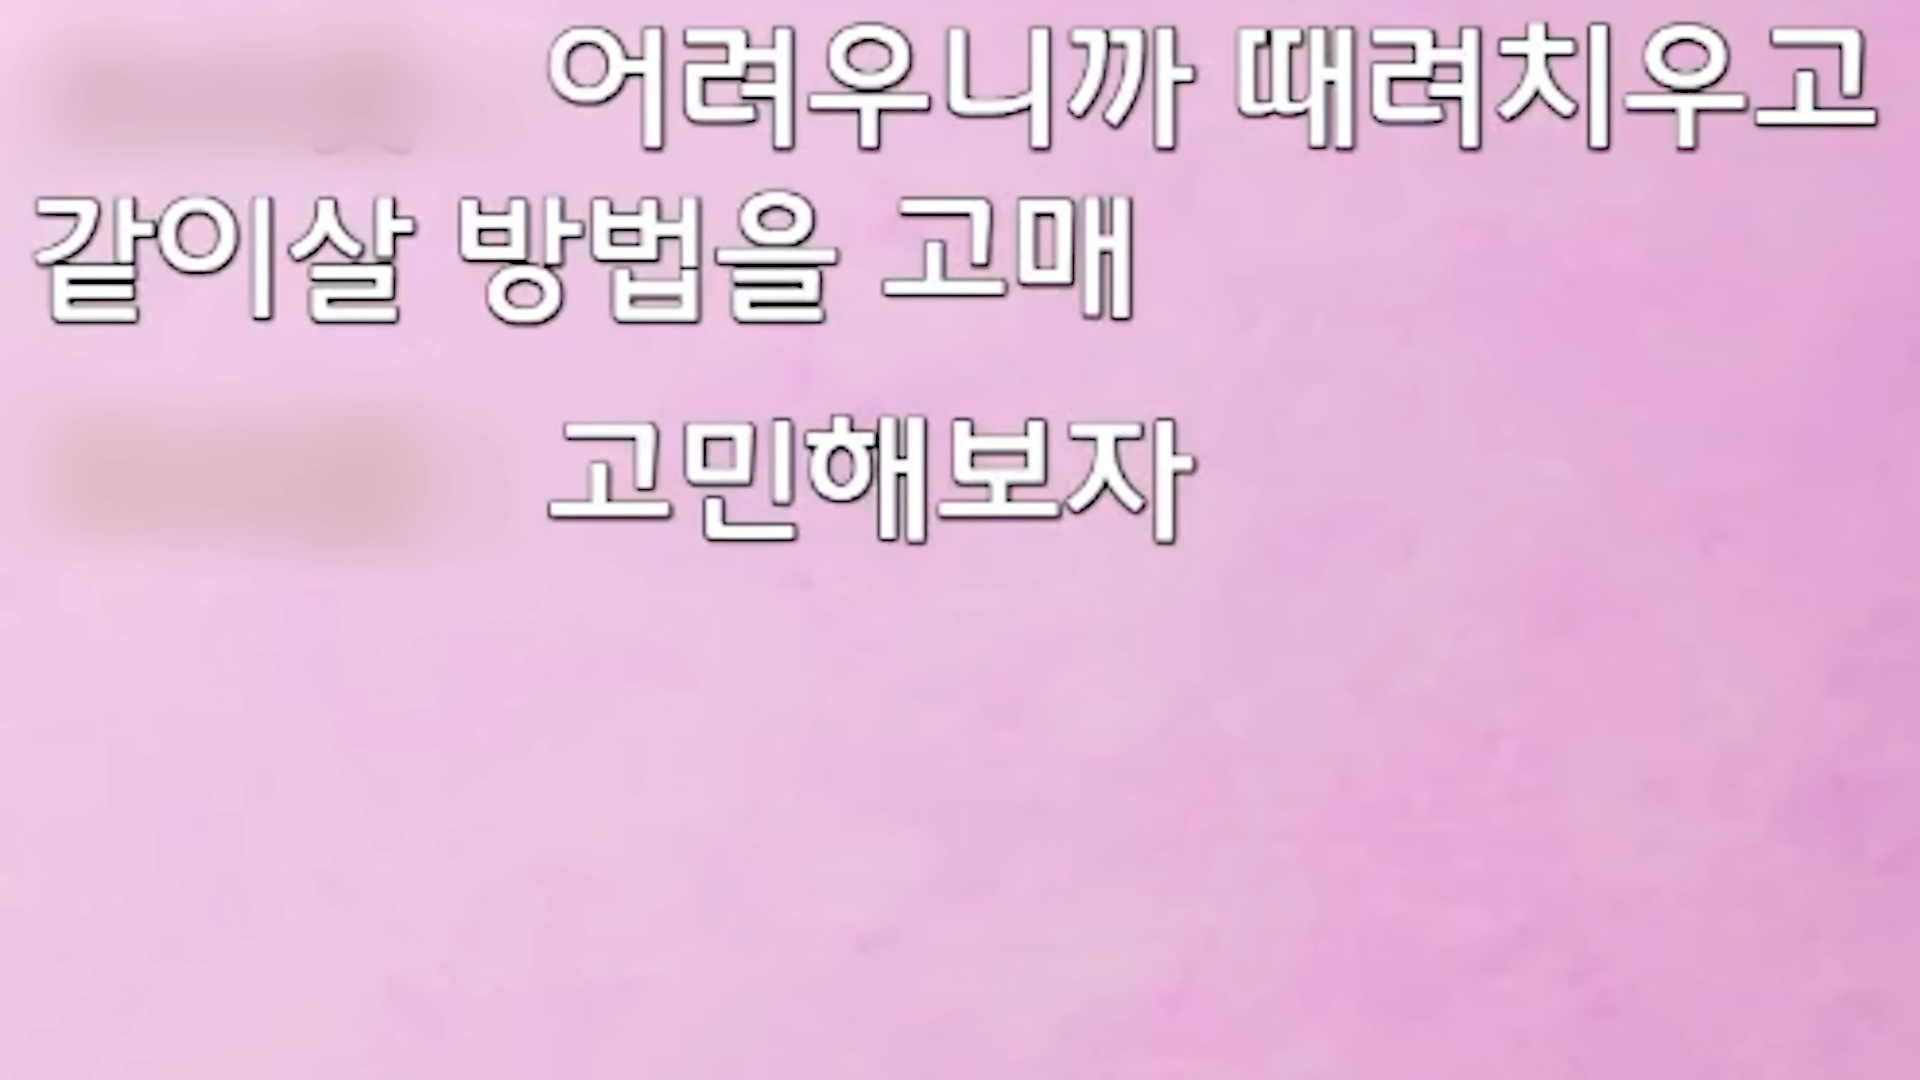 어려우니까 때려치우고
같이살 방법을 고매
고민해보자